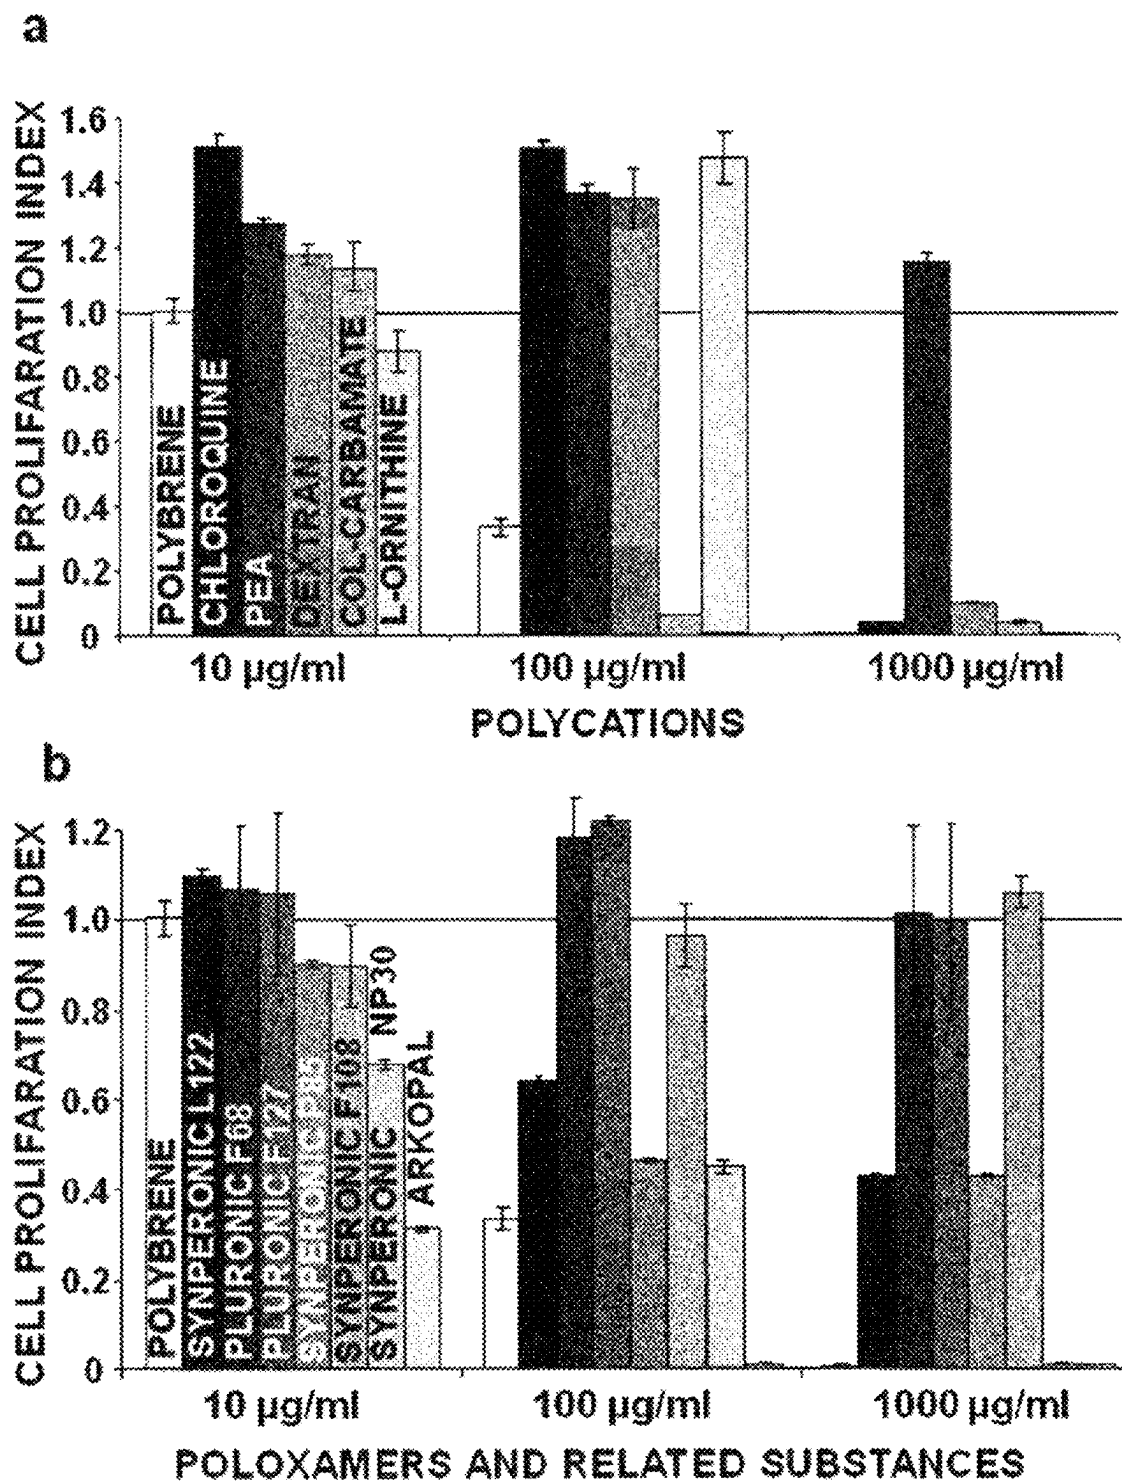 a
CELL PROLIFARATION INDEX
1.6
1.4
1.2
1.0
0.8
0.6
0.4
0.2
0
POLYBRENE
CHLOROQUINE
PEA
DEXTRAN
COL-CARBAMATE
L-ORNITHINE
10 µg/ml
100 µg/ml
1000 µg/ml
POLYCATIONS
b
CELL PROLIFARATION INDEX
1.2
1.0
0.8
0.6
0.4
0.2
0
POLYBRENE
SYNPERONIC L122
PLURONIC F68
PLURONIC F127
SYNPERONIC P85
SYNPERONIC F108
SYNPERONIC NP30
ARKOPAL
10 µg/ml
100 µg/ml
1000 µg/ml
POLOXAMERS AND RELATED SUBSTANCES